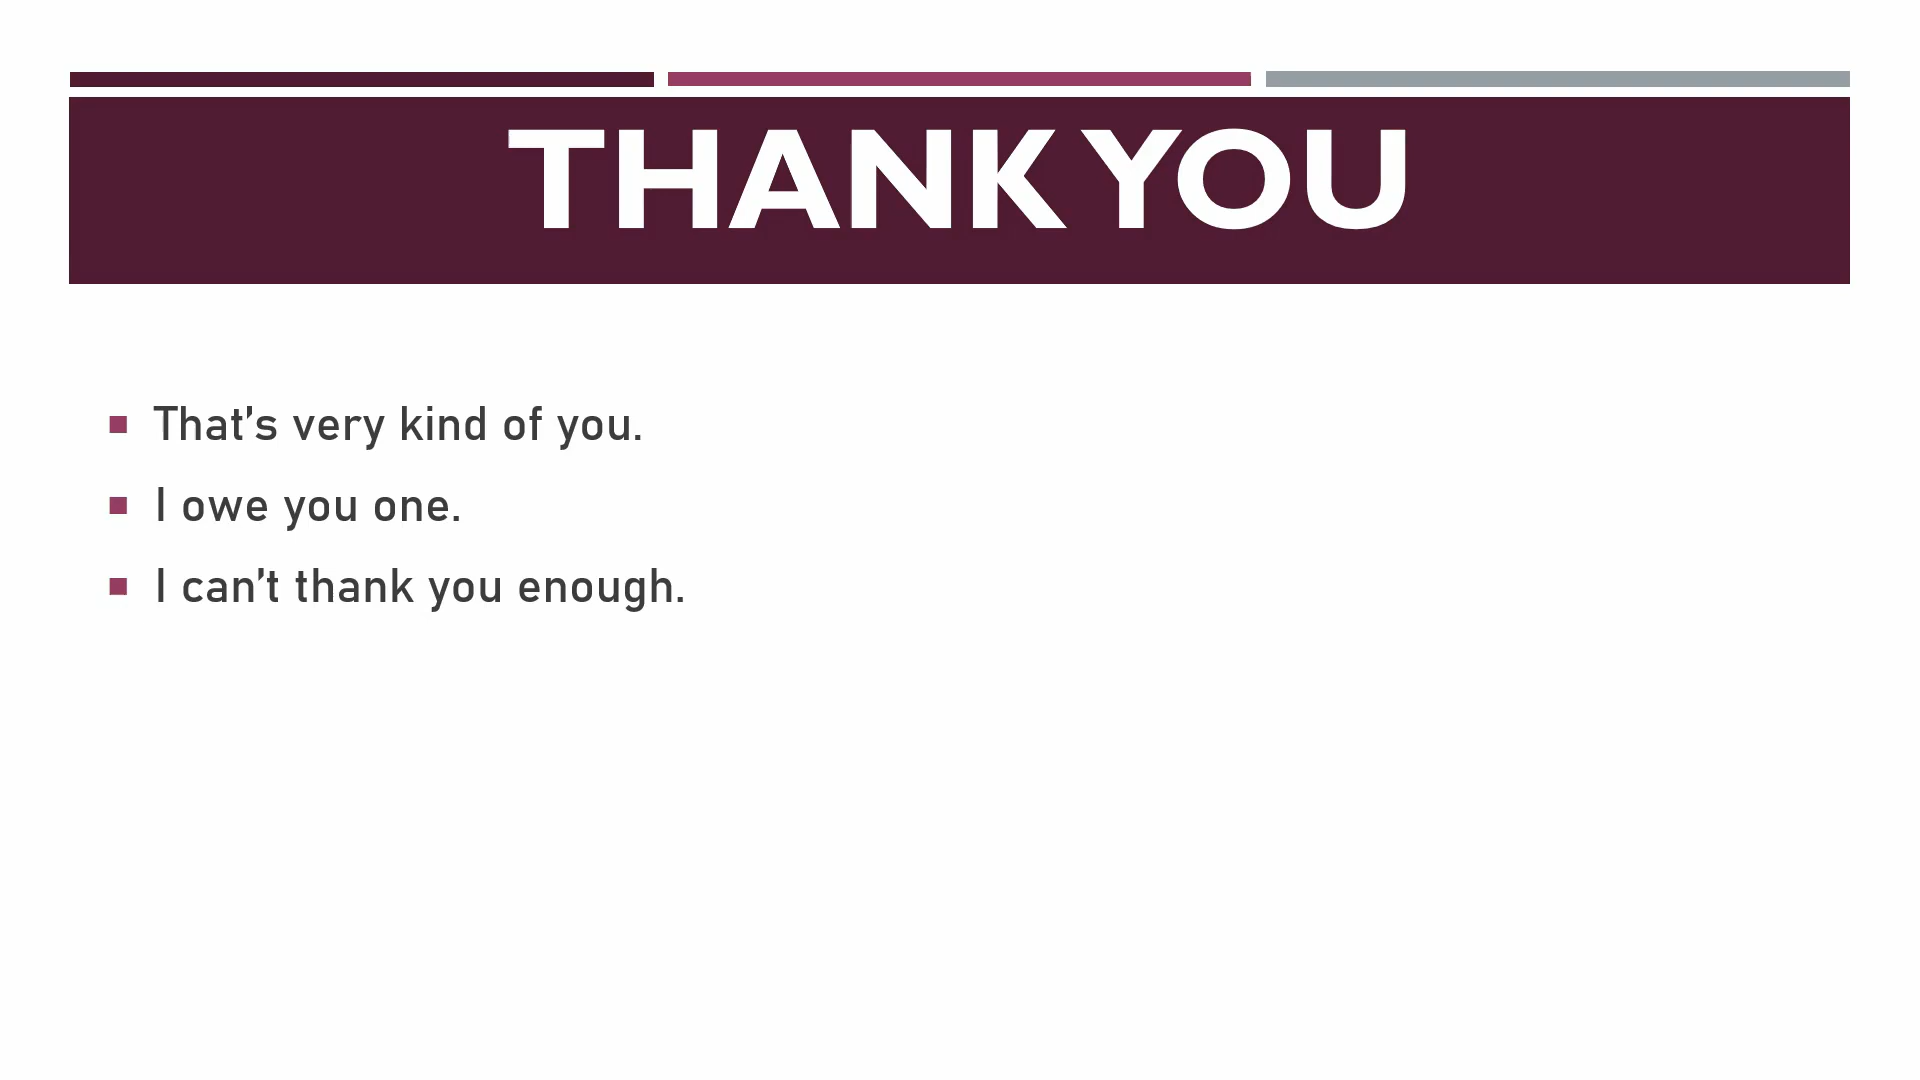 THANK YOU
That's very kind of you.
I owe you one.
I can't thank you enough.